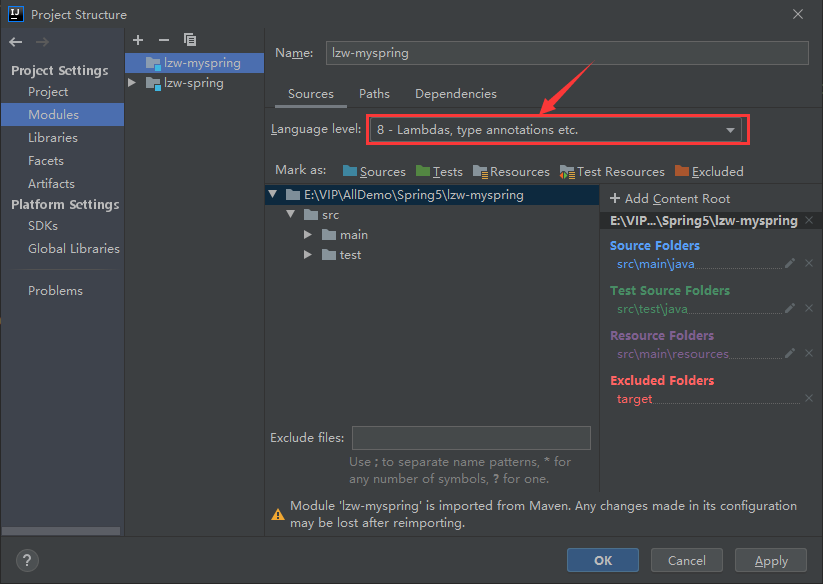 IJ Project Structure
Project Settings
Project
Modules
Libraries
Facets
Artifacts
Platform Settings
SDKs
Global Libraries
Problems
lzw-myspring
lzw-spring
Name: lzw-myspring
Sources Paths Dependencies
Language level: 8 - Lambdas, type annotations etc.
Mark as: Sources Tests Resources Test Resources Excluded
E:\VIP\AllDemo\Spring5\lzw-myspring
src
main
test
+ Add Content Root
E:\VIP...\Spring5\lzw-myspring
Source Folders
src\main\java
Test Source Folders
src\test\java
Resource Folders
src\main\resources
Excluded Folders
target
Exclude files:
Use ; to separate name patterns, * for
any number of symbols, ? for one.
Module 'lzw-myspring' is imported from Maven. Any changes made in its configuration
may be lost after reimporting.
? OK Cancel Apply